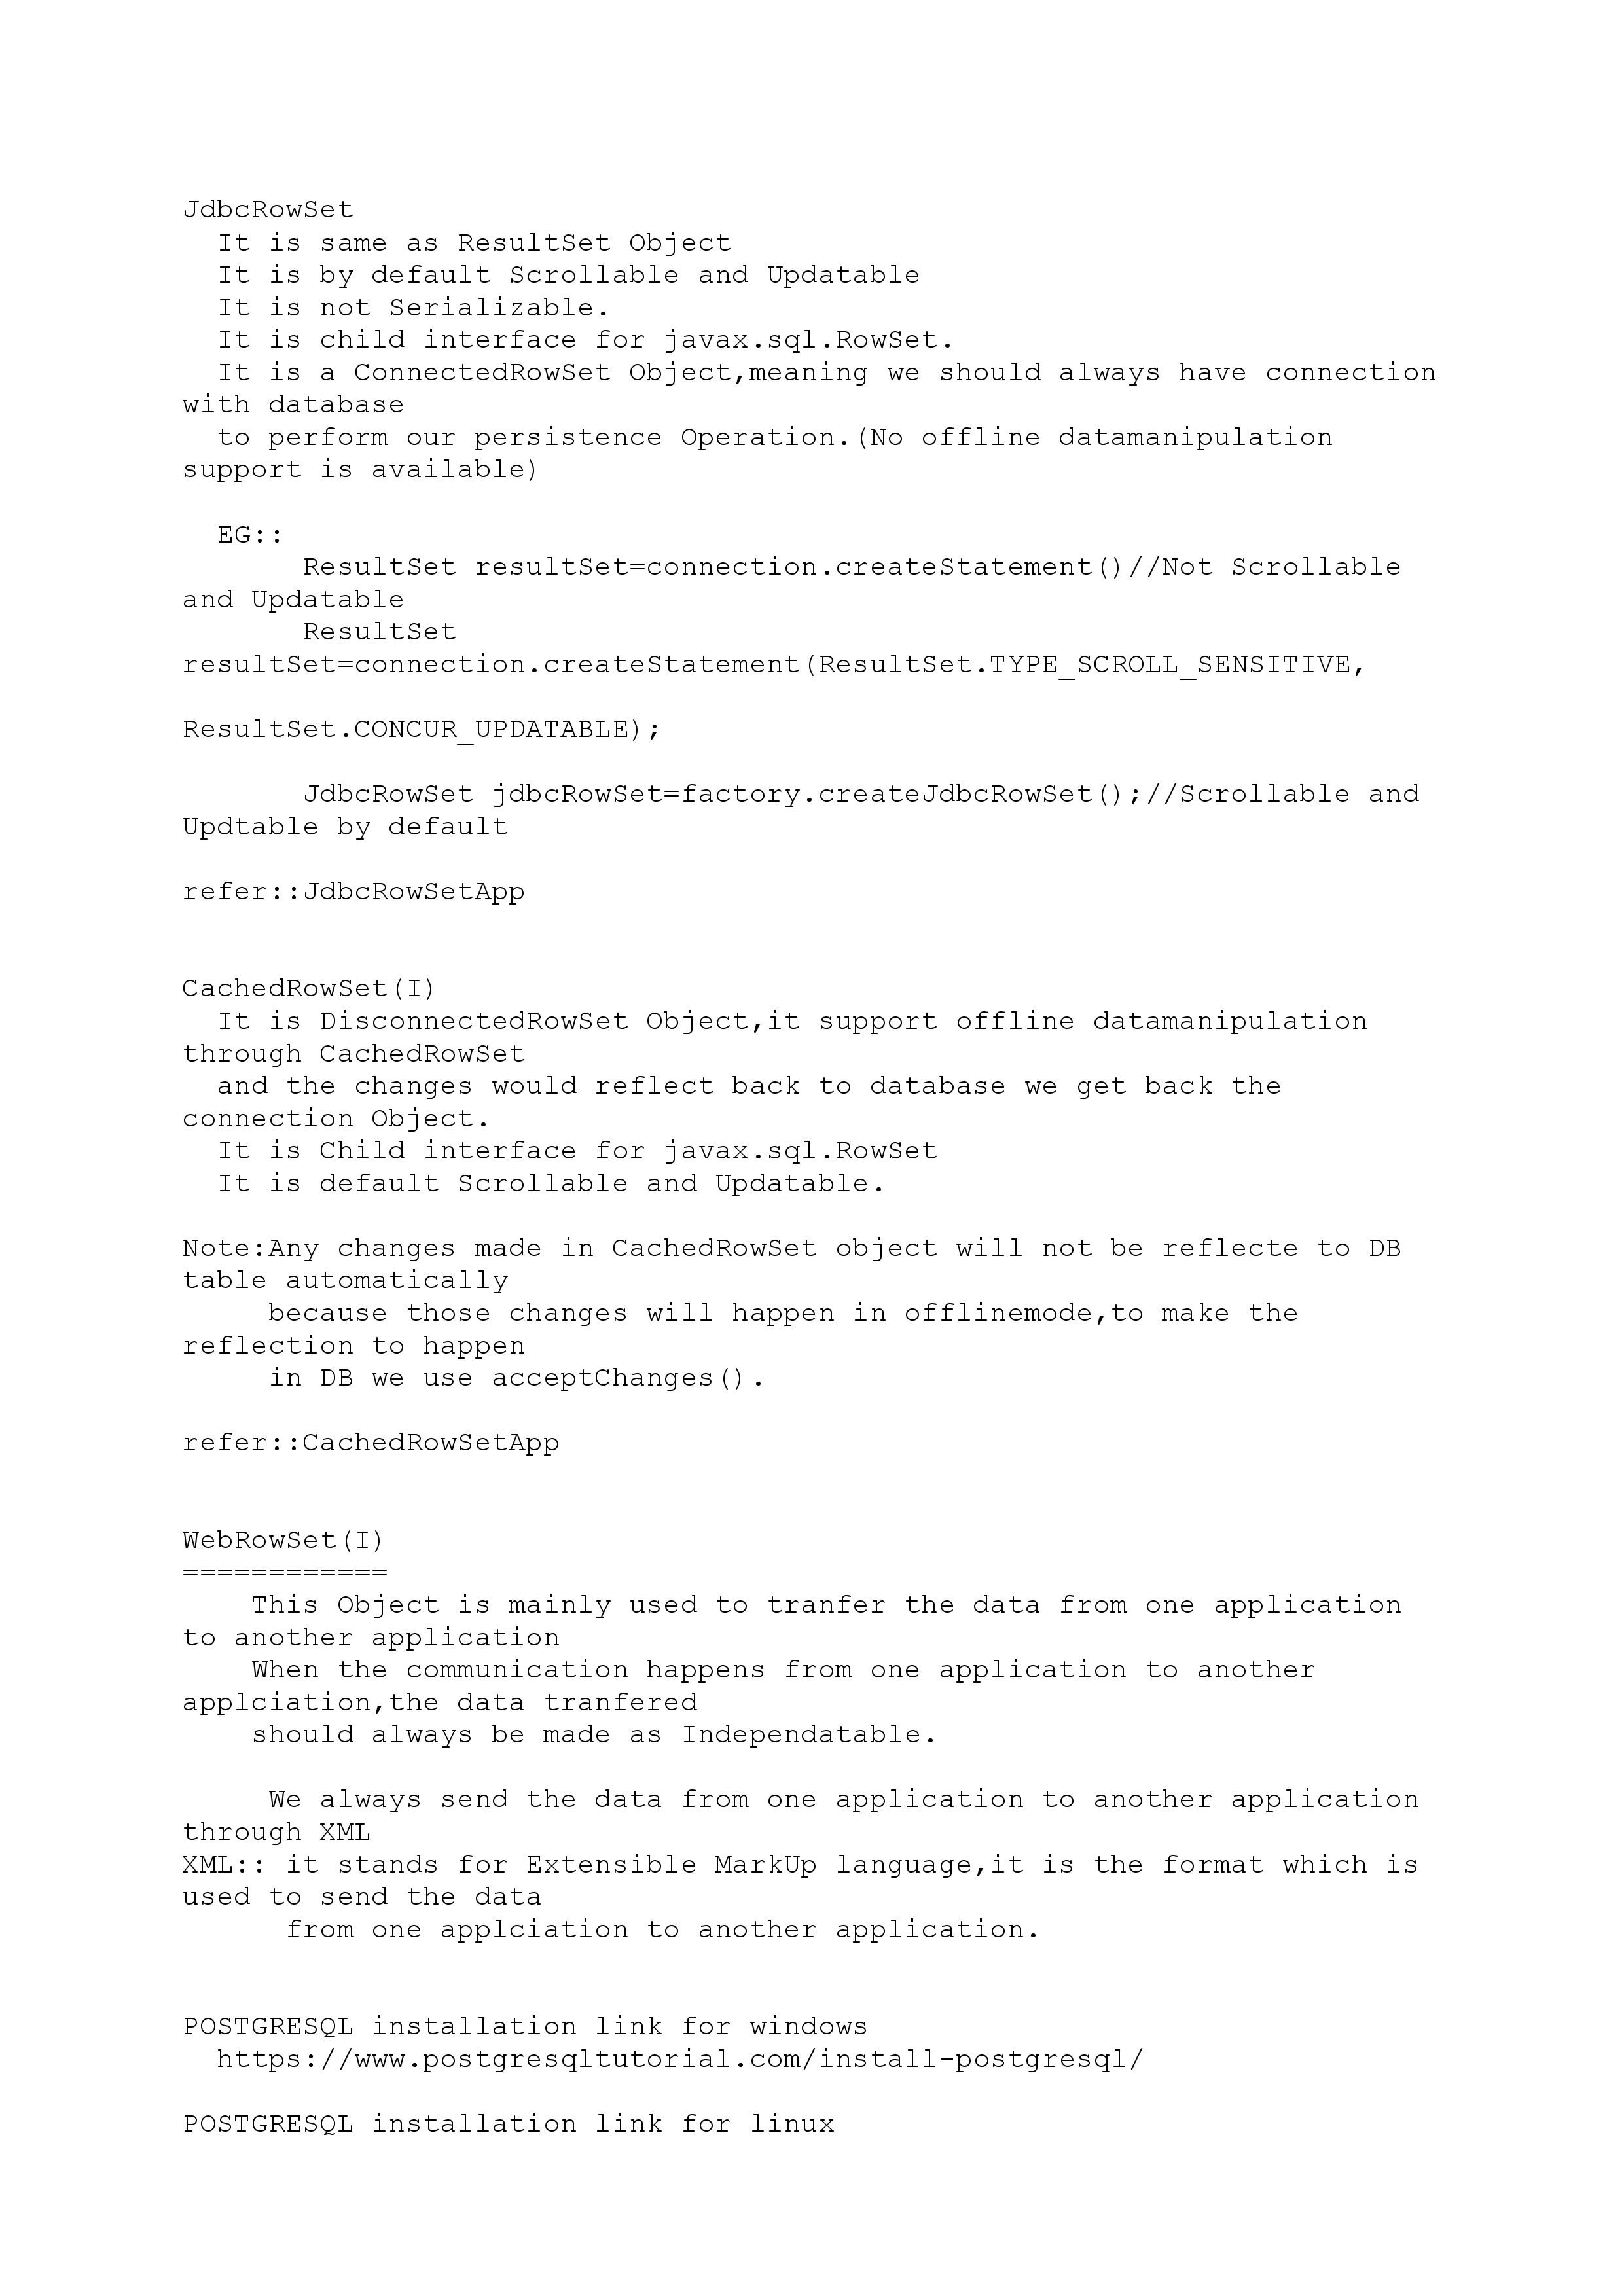 JdbcRowSet
It is same as ResultSet Object
It is by default Scrollable and Updatable
It is not Serializable.
It is child interface for javax.sql.RowSet.
It is a ConnectedRowSet Object,meaning we should always have connection
with database
to perform our persistence Operation.(No offline datamanipulation
support is available)
EG::
ResultSet resultSet=connection.createStatement()//Not Scrollable
and Updatable
ResultSet
resultSet=connection.createStatement(ResultSet.TYPE_SCROLL_SENSITIVE,
ResultSet.CONCUR_UPDATABLE);
JdbcRowSet jdbcRowSet=factory.createJdbcRowSet();//Scrollable and
Updtable by default
refer::JdbcRowSetApp
CachedRowSet(I)
It is DisconnectedRowSet Object,it support offline datamanipulation
through CachedRowSet
and the changes would reflect back to database we get back the
connection Object.
It is Child interface for javax.sql.RowSet
It is default Scrollable and Updatable.
Note:Any changes made in CachedRowSet object will not be reflecte to DB
table automatically
because those changes will happen in offlinemode,to make the
reflection to happen
in DB we use acceptChanges().
refer::CachedRowSetApp
WebRowSet(I)
============
This Object is mainly used to tranfer the data from one application
to another application
When the communication happens from one application to another
applciation,the data tranfered
should always be made as Independatable.
We always send the data from one application to another application
through XML
XML:: it stands for Extensible MarkUp language,it is the format which is
used to send the data
from one applciation to another application.
POSTGRESQL installation link for windows
https://www.postgresqltutorial.com/install-postgresql/
POSTGRESQL installation link for linux